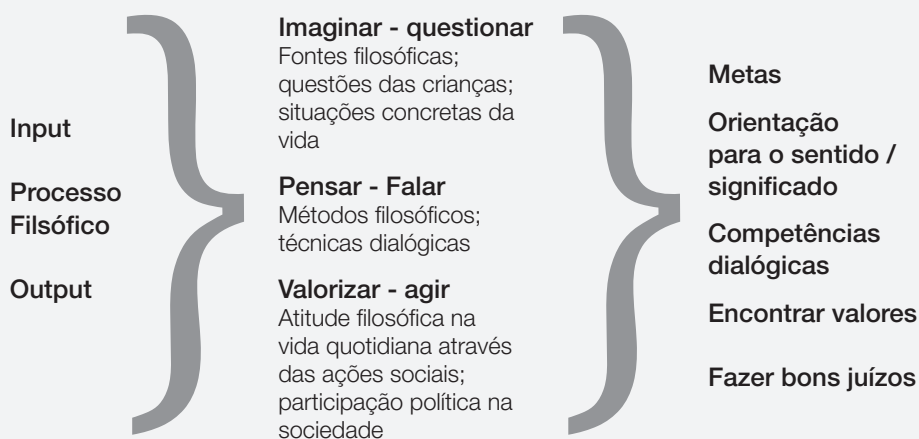 Input
Processo
Filsófico
Output
Imaginar - questionar
Fontes filosóficas;
questões das crianças;
situações concretas da
vida
Pensar - Falar
Métodos filosóficos;
técnicas dialógicas
Valorizar - agir
Atitude filosófica na
vida quotidiana através
das ações sociais;
participação política na
sociedade
Metas
Orientação
para o sentido /
significado
Competências
dialógicas
Encontrar valores
Fazer bons juízos